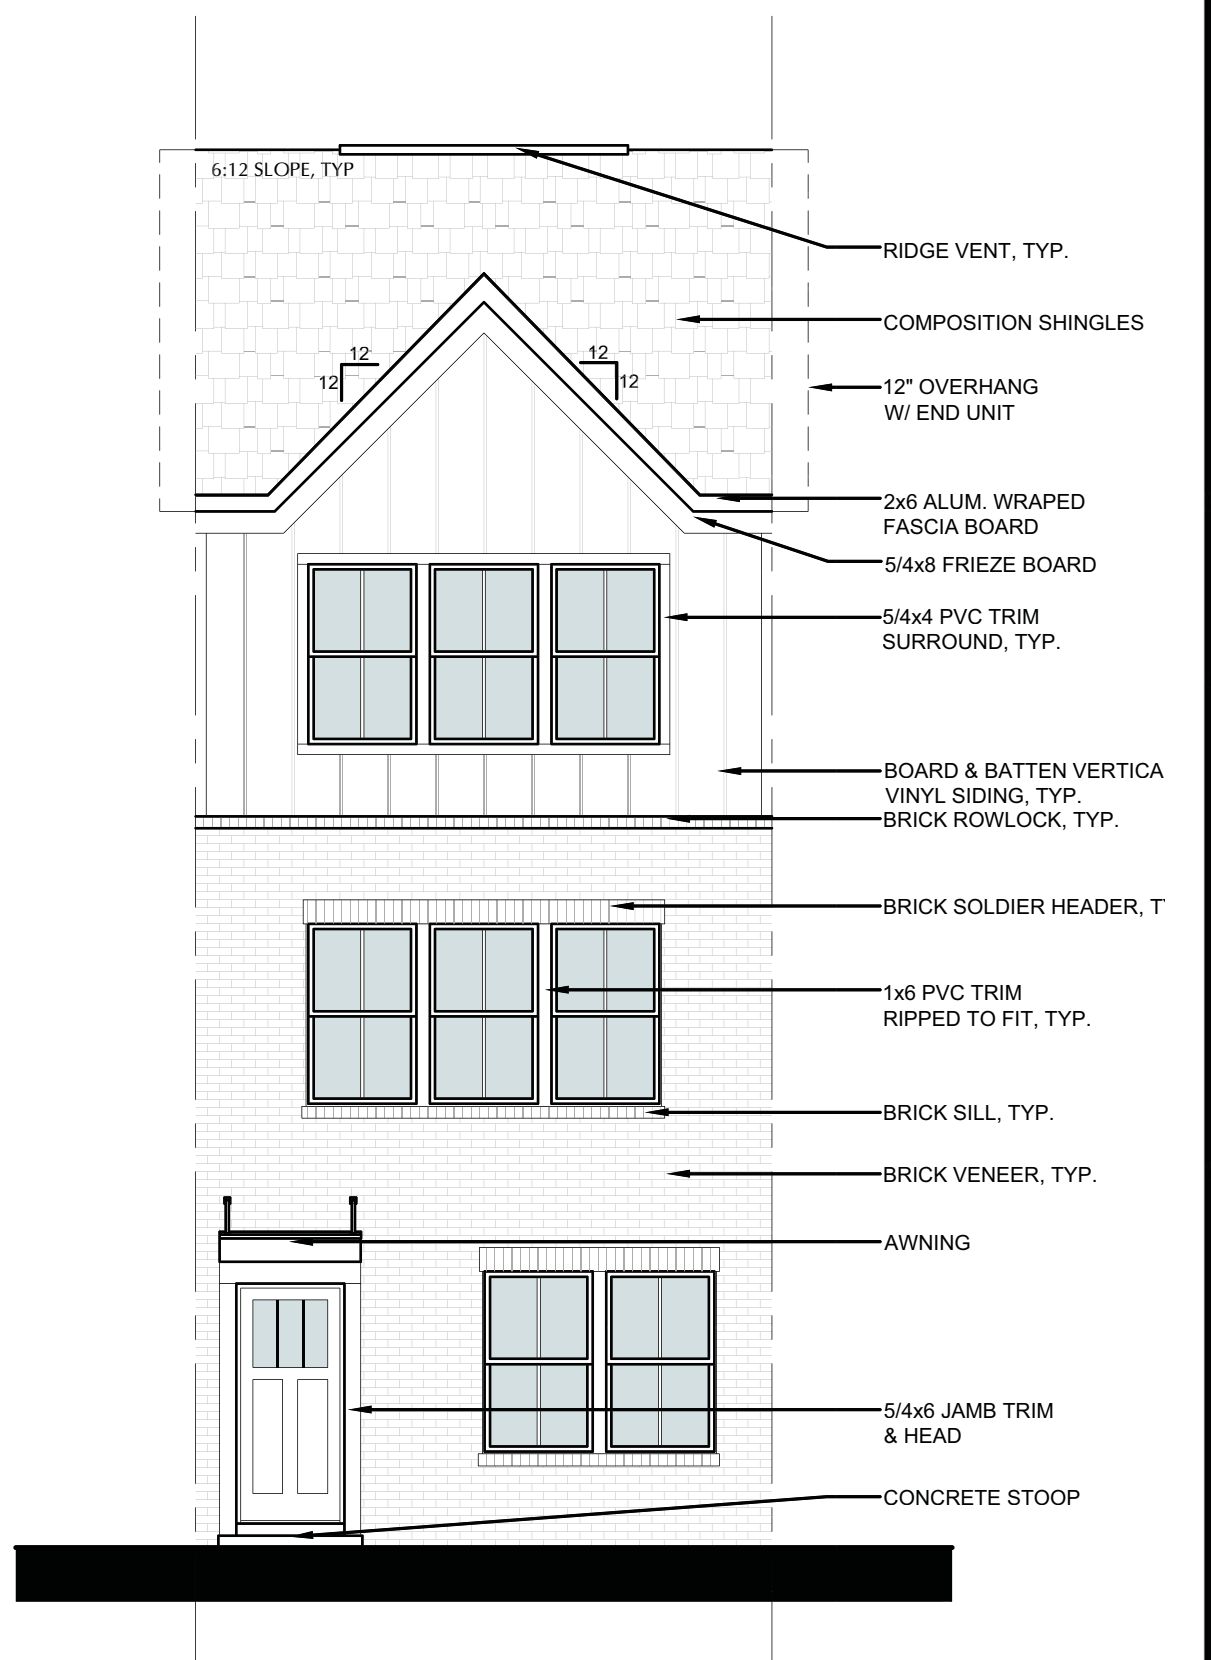 6:12 SLOPE, TYP
RIDGE VENT, TYP.
COMPOSITION SHINGLES
12
12
12
12
12" OVERHANG
W/ END UNIT
2x6 ALUM. WRAPED
FASCIA BOARD
5/4x8 FRIEZE BOARD
5/4x4 PVC TRIM
SURROUND, TYP.
BOARD & BATTEN VERTICA
VINYL SIDING, TYP.
BRICK ROWLOCK, TYP.
BRICK SOLDIER HEADER, T
1x6 PVC TRIM
RIPPED TO FIT, TYP.
BRICK SILL, TYP.
BRICK VENEER, TYP.
AWNING
5/4x6 JAMB TRIM
& HEAD
CONCRETE STOOP